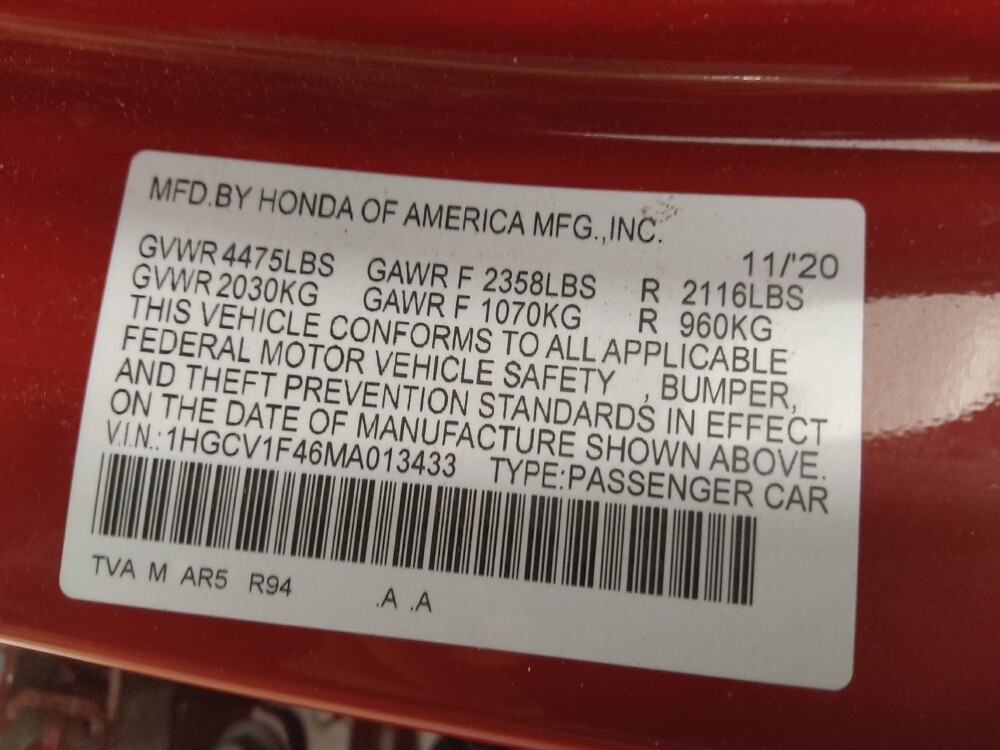 MFD.BY HONDA OF AMERICA MFG.,INC.
11/'20
GVWR 4475LBS GAWR F 2358LBS R 2116LBS
GVWR 2030KG GAWR F 1070KG R 960KG
THIS VEHICLE CONFORMS TO ALL APPLICABLE
FEDERAL MOTOR VEHICLE SAFETY , BUMPER,
AND THEFT PREVENTION STANDARDS IN EFFECT
ON THE DATE OF MANUFACTURE SHOWN ABOVE.
V.I.N.: 1HGCV1F46MA013433 TYPE:PASSENGER CAR
TVA M AR5 R94 .A .A